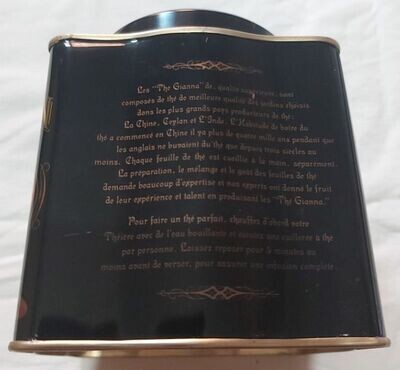 Les "The Gianna" de, qualite superieure, sont
composés de thé de meilleure qualité des jardins choisis
dans les plus grands pays producteurs de thé:
La Chine, Ceylan et L'Inde. L'Habitude de boire du
thé a commencé en Chine il ya plus de quatre mille ans pendant que
les anglais ne buvaient du thé que depuis trois siècles au
moins. Chaque feuille de thé est cueillie à la main, séparement.
La préparation, le mélange et le goût des feuilles de thé
demande beaucoup d'expertise et nos experts ont donné le fruit
de leur expérience et talent en produisant les "Thé Gianna."
Pour faire un thé parfait, chauffez d'abord votre
Théière avec de l'eau bouillante et ajoutez une cuillerée à thé
par personne. Laissez reposer pour 5 minutes au
moins avant de verser, pour assurer une infusion complète.